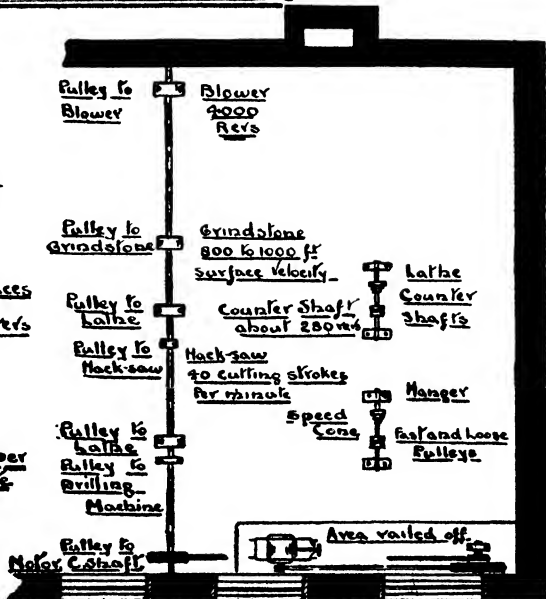 Pulley to
Blower
Blower
4000
Revs
Pulley to
Grindstone
Grindstone
800 to 1000 ft
surface velocity
Pulley to
Lathe
Counter Shaft
about 280 revs
Lathe
Counter
Shafts
Pulley to
Hack-saw
Hack-saw
40 cutting strokes
Per minute
Hanger
Speed
Cone
Fast and Loose
Pulleys
Pulley to
Lathe
Pulley to
Drilling
Machine
Pulley to
Motor C. Shaft
Area railed off